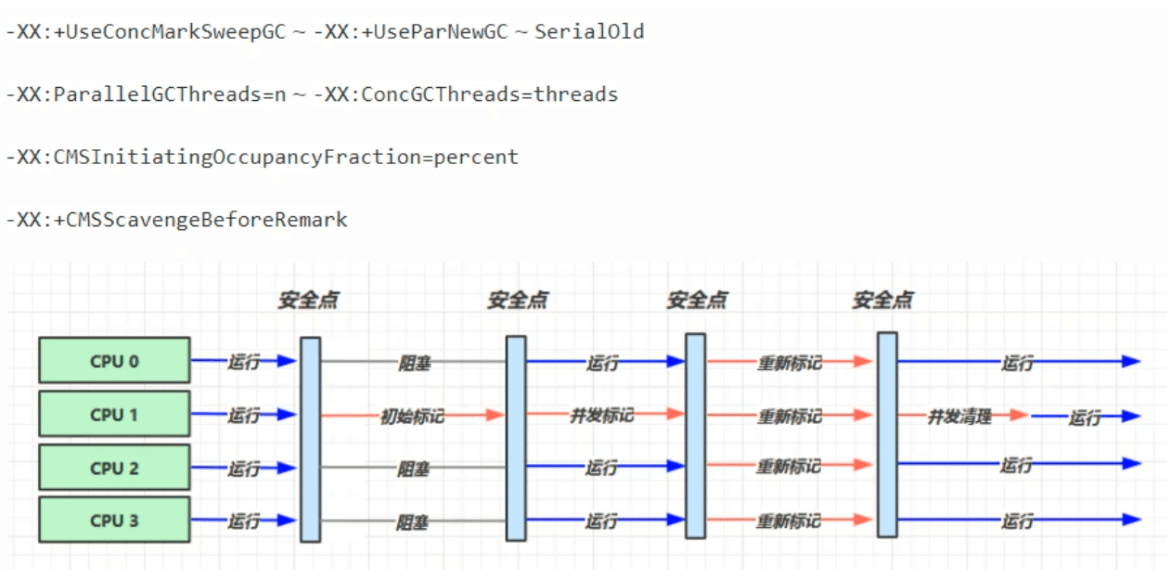 -XX:+UseConcMarkSweepGC ~ -XX:+UseParNewGC ~ SerialOld
-XX:ParallelGCThreads=n ~ -XX:ConcGCThreads=threads
-XX:CMSInitiatingOccupancyFraction=percent
-XX:+CMSScavengeBeforeRemark
安全点 安全点 安全点 安全点
CPU 0 运行 阻塞 运行 重新标记 运行
CPU 1 运行 初始标记 并发标记 重新标记 并发清理 运行
CPU 2 运行 阻塞 运行 重新标记 运行
CPU 3 运行 阻塞 运行 重新标记 运行